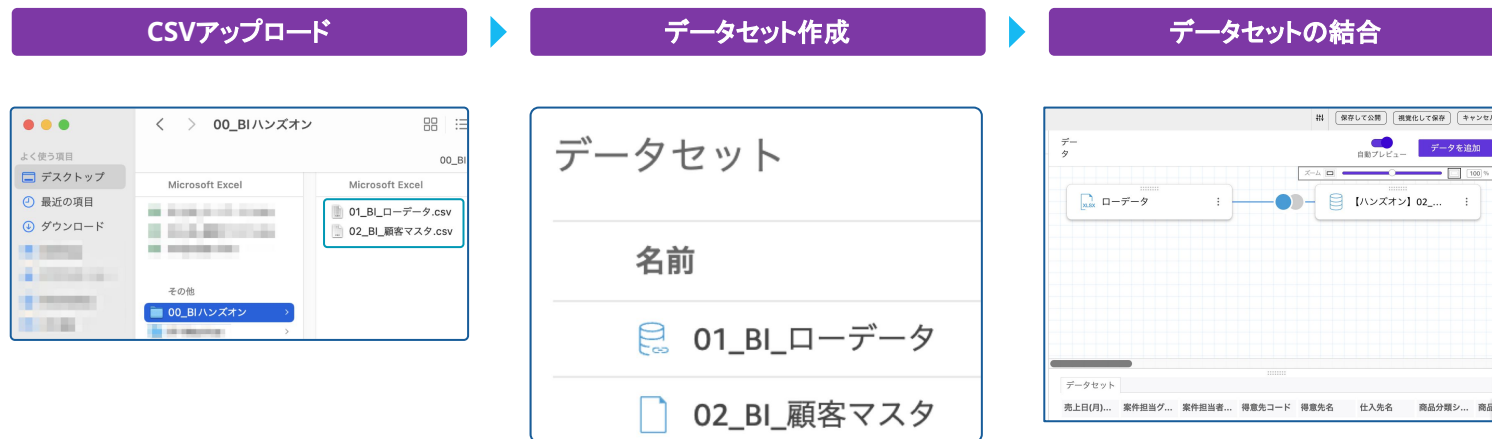 CSVアップロード
データセット作成
データセットの結合
00_BIハンズオン
00_BI
よく使う項目
デスクトップ
最近の項目
ダウンロード
Microsoft Excel
その他
00_BIハンズオン
Microsoft Excel
01_BI_ローデータ.csv
02_BI_顧客マスタ.csv
データセット
名前
01_BI_ローデータ
02_BI_顧客マスタ
保存して公開 視覚化して保存 キャンセル
データ
自動プレビュー
データを追加
ズーム 100 %
XLSX ローデータ
【ハンズオン】02_...
データセット
売上日(月)... 案件担当グ... 案件担当者... 得意先コード 得意先名 仕入先名 商品分類シ... 商品